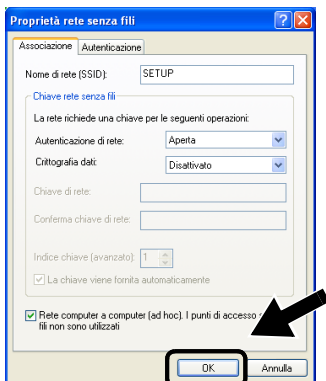 Proprietà rete senza fili
Associazione Autenticazione
Nome di rete (SSID): SETUP
Chiave rete senza fili
La rete richiede una chiave per le seguenti operazioni:
Autenticazione di rete: Aperta
Crittografia dati: Disattivato
Chiave di rete:
Conferma chiave di rete:
Indice chiave (avanzato): 1
La chiave viene fornita automaticamente
Rete computer a computer (ad hoc). I punti di accesso
fili non sono utilizzati
OK Annulla